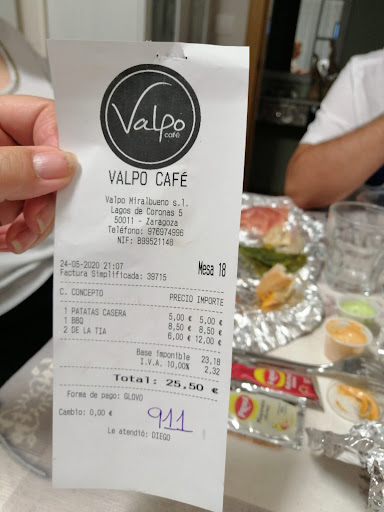 Valpo
café
VALPO CAFÉ
Valpo Miralbueno s.l.
Lagos de Coronas 5
50011 - Zaragoza
Teléfono: 976974996
NIF: B99521148
24-05-2020 21:07
Mesa 18
Factura Simplificada: 39715
C. CONCEPTO PRECIO IMPORTE
1 PATATAS CASERA 5,00 € 5,00 €
1 BBQ 8,50 € 8,50 €
2 DE LA TIA 6,00 € 12,00 €
Base imponible 23,18
I.V.A. 10,00% 2,32
Total: 25,50 €
Forma de pago: GLOVO
Cambio: 0,00 €
911
Le atendió: DIEGO